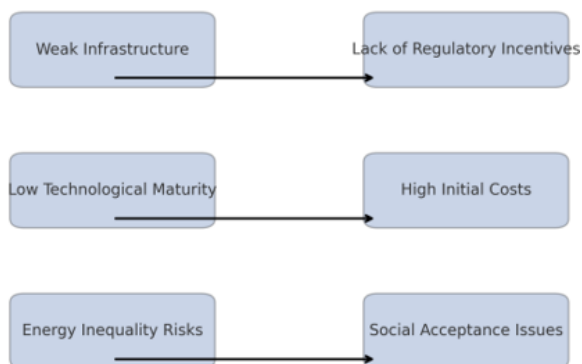 Weak Infrastructure
Lack of Regulatory Incentives
Low Technological Maturity
High Initial Costs
Energy Inequality Risks
Social Acceptance Issues